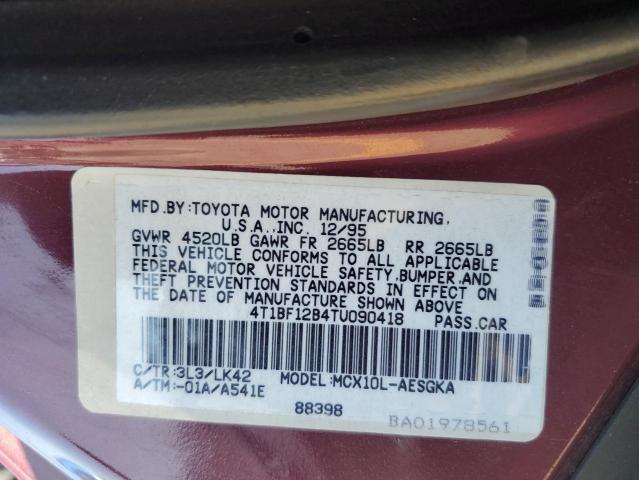 MFD.BY:TOYOTA MOTOR MANUFACTURING,
U.S.A.,INC. 12/95
GVWR 4520LB GAWR FR 2665LB RR 2665LB
THIS VEHICLE CONFORMS TO ALL APPLICABLE
FEDERAL MOTOR VEHICLE SAFETY,BUMPER,AND
THEFT PREVENTION STANDARDS IN EFFECT ON
THE DATE OF MANUFACTURE SHOWN ABOVE
4T1BF12B4TU090418 PASS.CAR
C/TR:3L3/LK42 MODEL:MCX10L-AESGKA
A/TM:-01A/A541E
88398
BA01978561